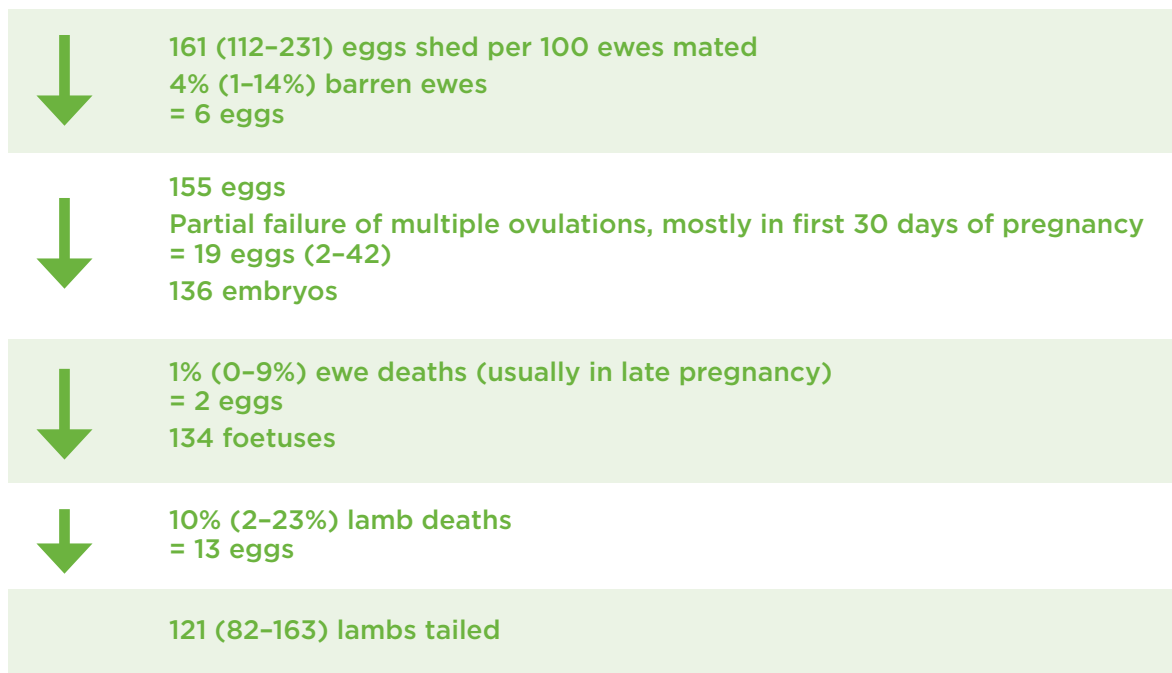 161 (112–231) eggs shed per 100 ewes mated
4% (1–14%) barren ewes
= 6 eggs
155 eggs
Partial failure of multiple ovulations, mostly in first 30 days of pregnancy
= 19 eggs (2–42)
136 embryos
1% (0–9%) ewe deaths (usually in late pregnancy)
= 2 eggs
134 foetuses
10% (2–23%) lamb deaths
= 13 eggs
121 (82–163) lambs tailed